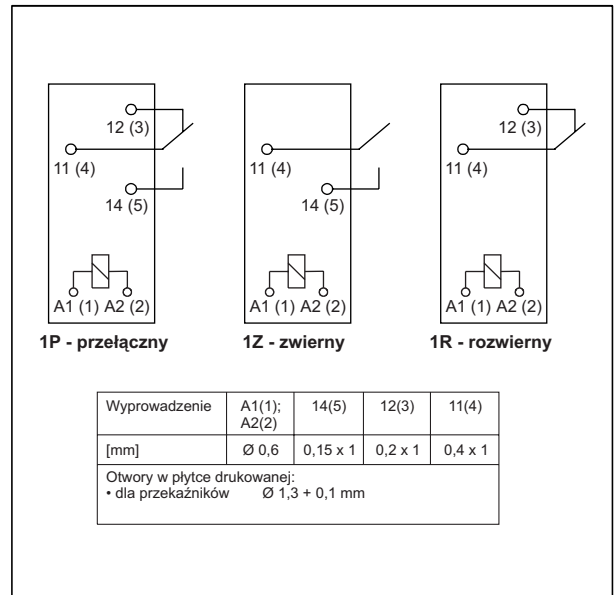 12 (3)
11 (4)
14 (5)
A1 (1) A2 (2)
1P - przełączny
11 (4)
14 (5)
A1 (1) A2 (2)
1Z - zwierny
12 (3)
11 (4)
A1 (1) A2 (2)
1R - rozwierny
Wyprowadzenie A1(1); 14(5) 12(3) 11(4)
A2(2)
[mm] Ø 0,6 0,15 x 1 0,2 x 1 0,4 x 1
Otwory w płytce drukowanej:
• dla przekaźników Ø 1,3 + 0,1 mm